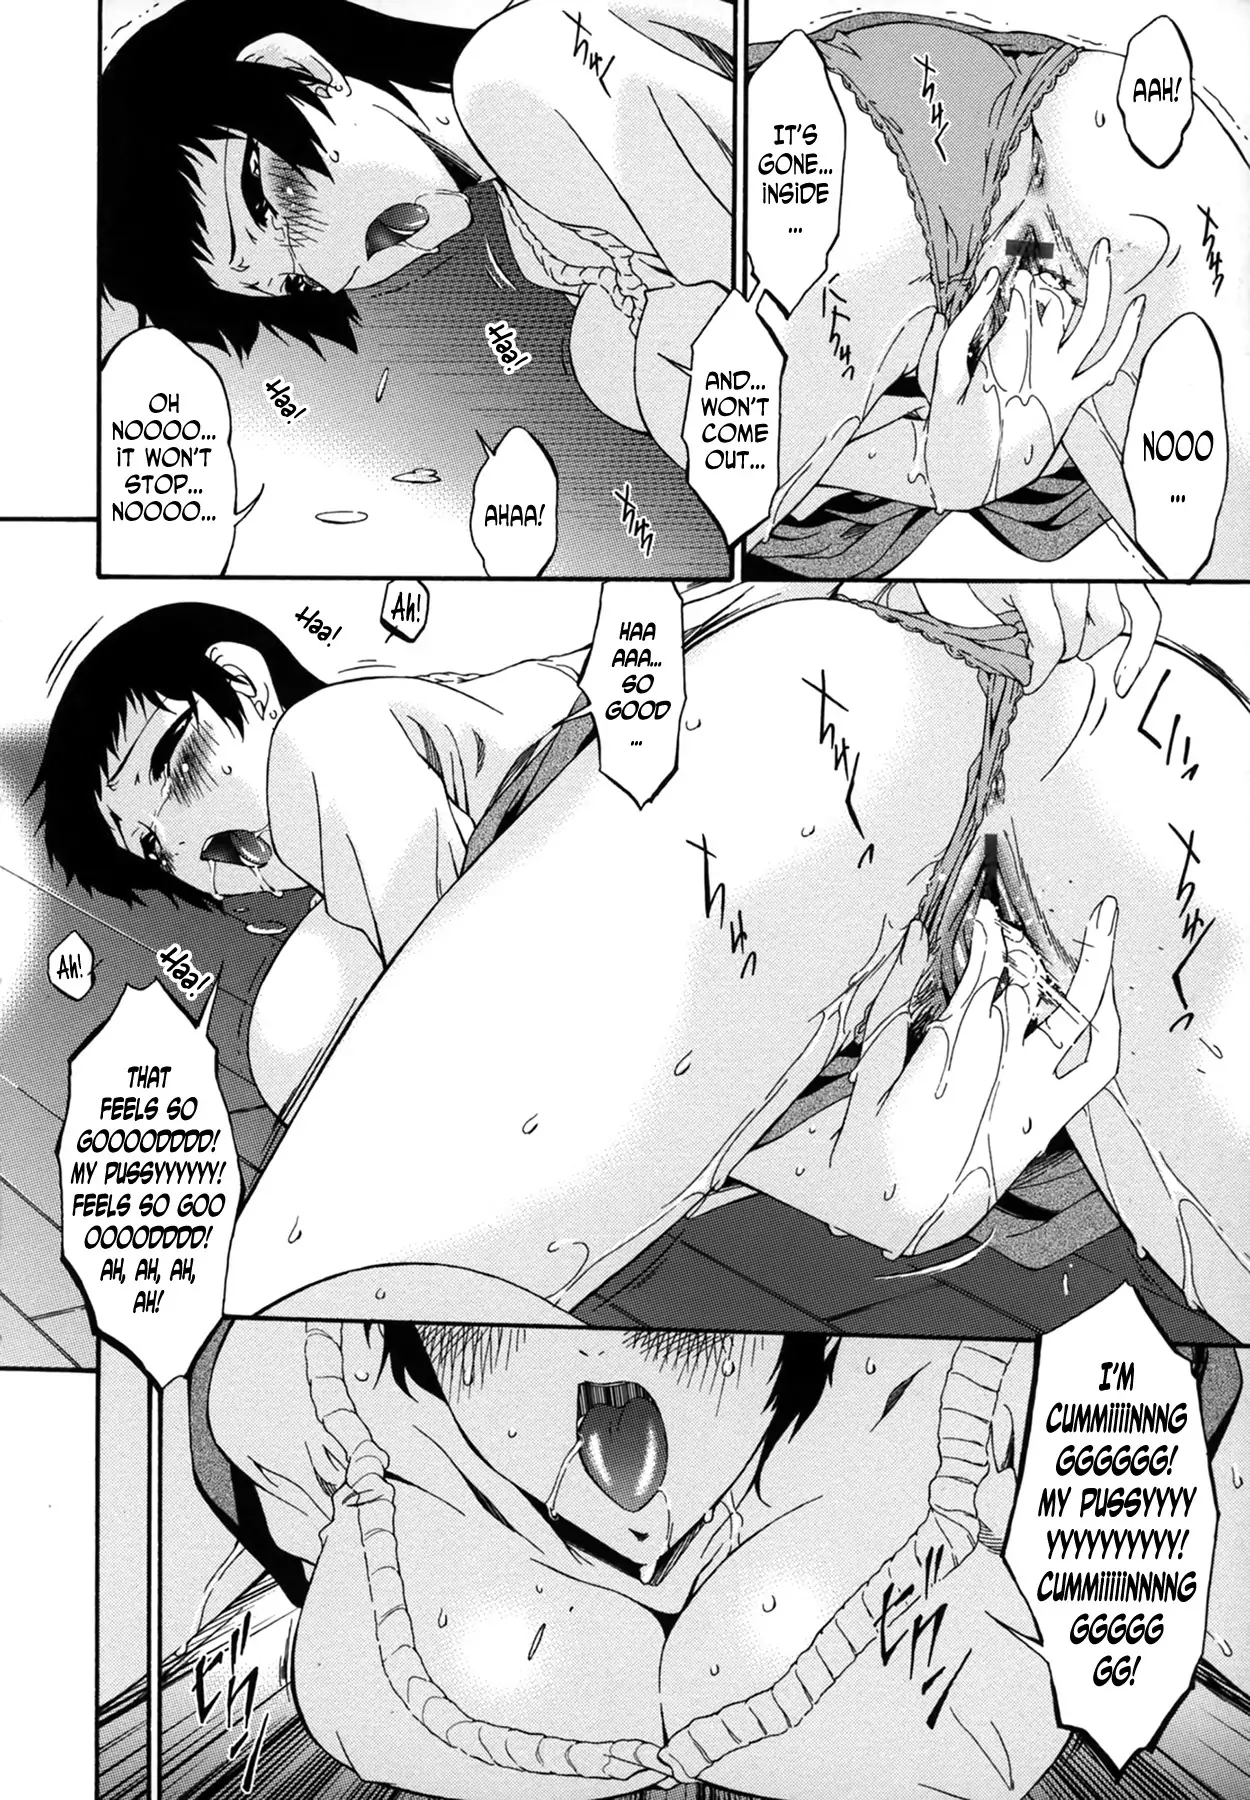 AAH!
IT'S
GONE...
INSIDE
...
NOOO
...
AND...
WON'T
COME
OUT...
AHAA!
Haa!
Haa!
OH
NOOOO...
IT WON'T
STOP...
NOOOO...
HAA
AAA...
SO
GOOD
...
Ah!
Haa!
Ah!
Haa!
THAT
FEELS SO
GOOOODDDD!
MY PUSSYYYYYY!
FEELS SO GOO
OOOODDDD!
AH, AH, AH,
AH!
I'M
CUMMIIIINNNG
GGGGGG!
MY PUSSYYYY
YYYYYYYYYY!
CUMMIIIIINNNNG
GGGGG
GG!